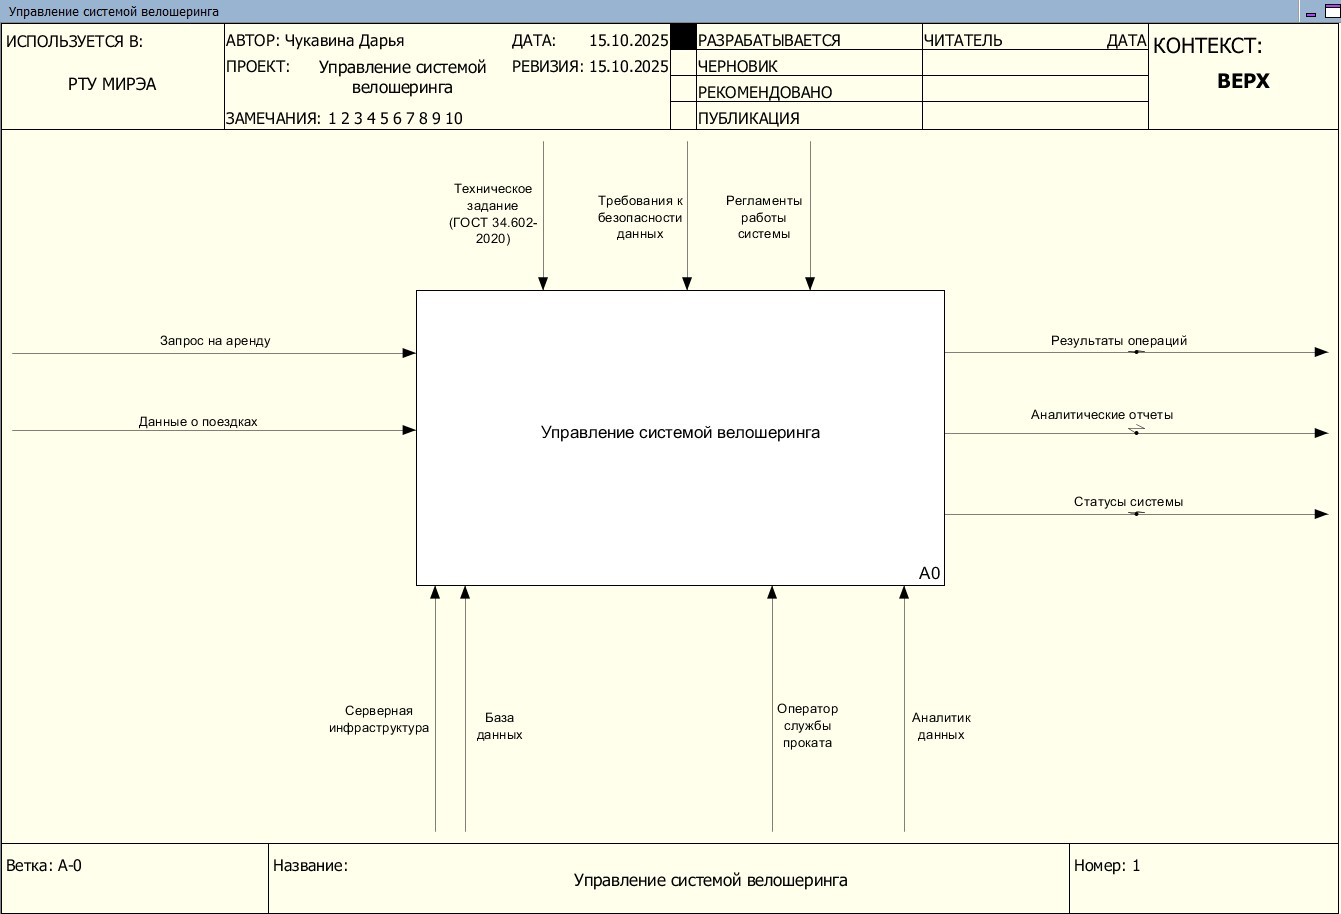 Управление системой велошеринга
ИСПОЛЬЗУЕТСЯ В:
РТУ МИРЭА
АВТОР: Чукавина Дарья
ДАТА: 15.10.2025
ПРОЕКТ: Управление системой
велошеринга
РЕВИЗИЯ: 15.10.2025
ЗАМЕЧАНИЯ: 1 2 3 4 5 6 7 8 9 10
РАЗРАБАТЫВАЕТСЯ
ЧЕРНОВИК
РЕКОМЕНДОВАНО
ПУБЛИКАЦИЯ
ЧИТАТЕЛЬ ДАТА
КОНТЕКСТ:
ВЕРХ
Техническое
задание
(ГОСТ 34.602-
2020)
Требования к
безопасности
данных
Регламенты
работы
системы
Запрос на аренду
Данные о поездках
Управление системой велошеринга
A0
Результаты операций
Аналитические отчеты
Статусы системы
Серверная
инфраструктура
База
данных
Оператор
службы
проката
Аналитик
данных
Ветка: A-0
Название:
Управление системой велошеринга
Номер: 1